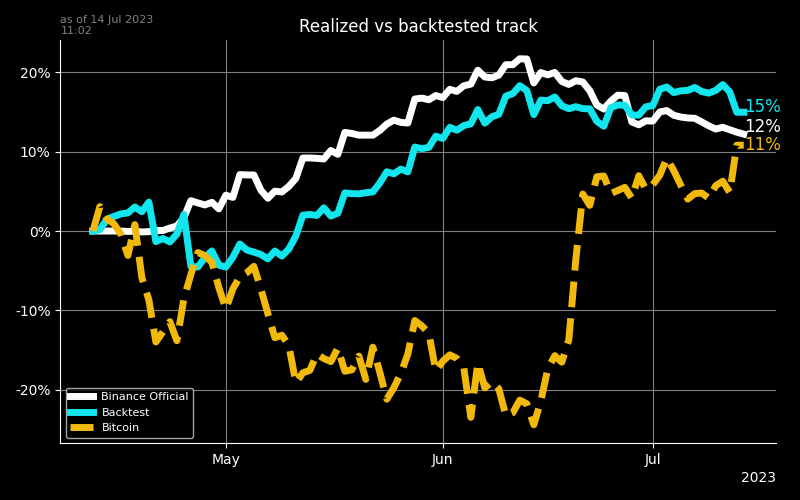 as of 14 Jul 2023
11:02
Realized vs backtested track
20%
10%
0%
-10%
-20%
15%
12%
11%
Binance Official
Backtest
Bitcoin
May
Jun
Jul
2023